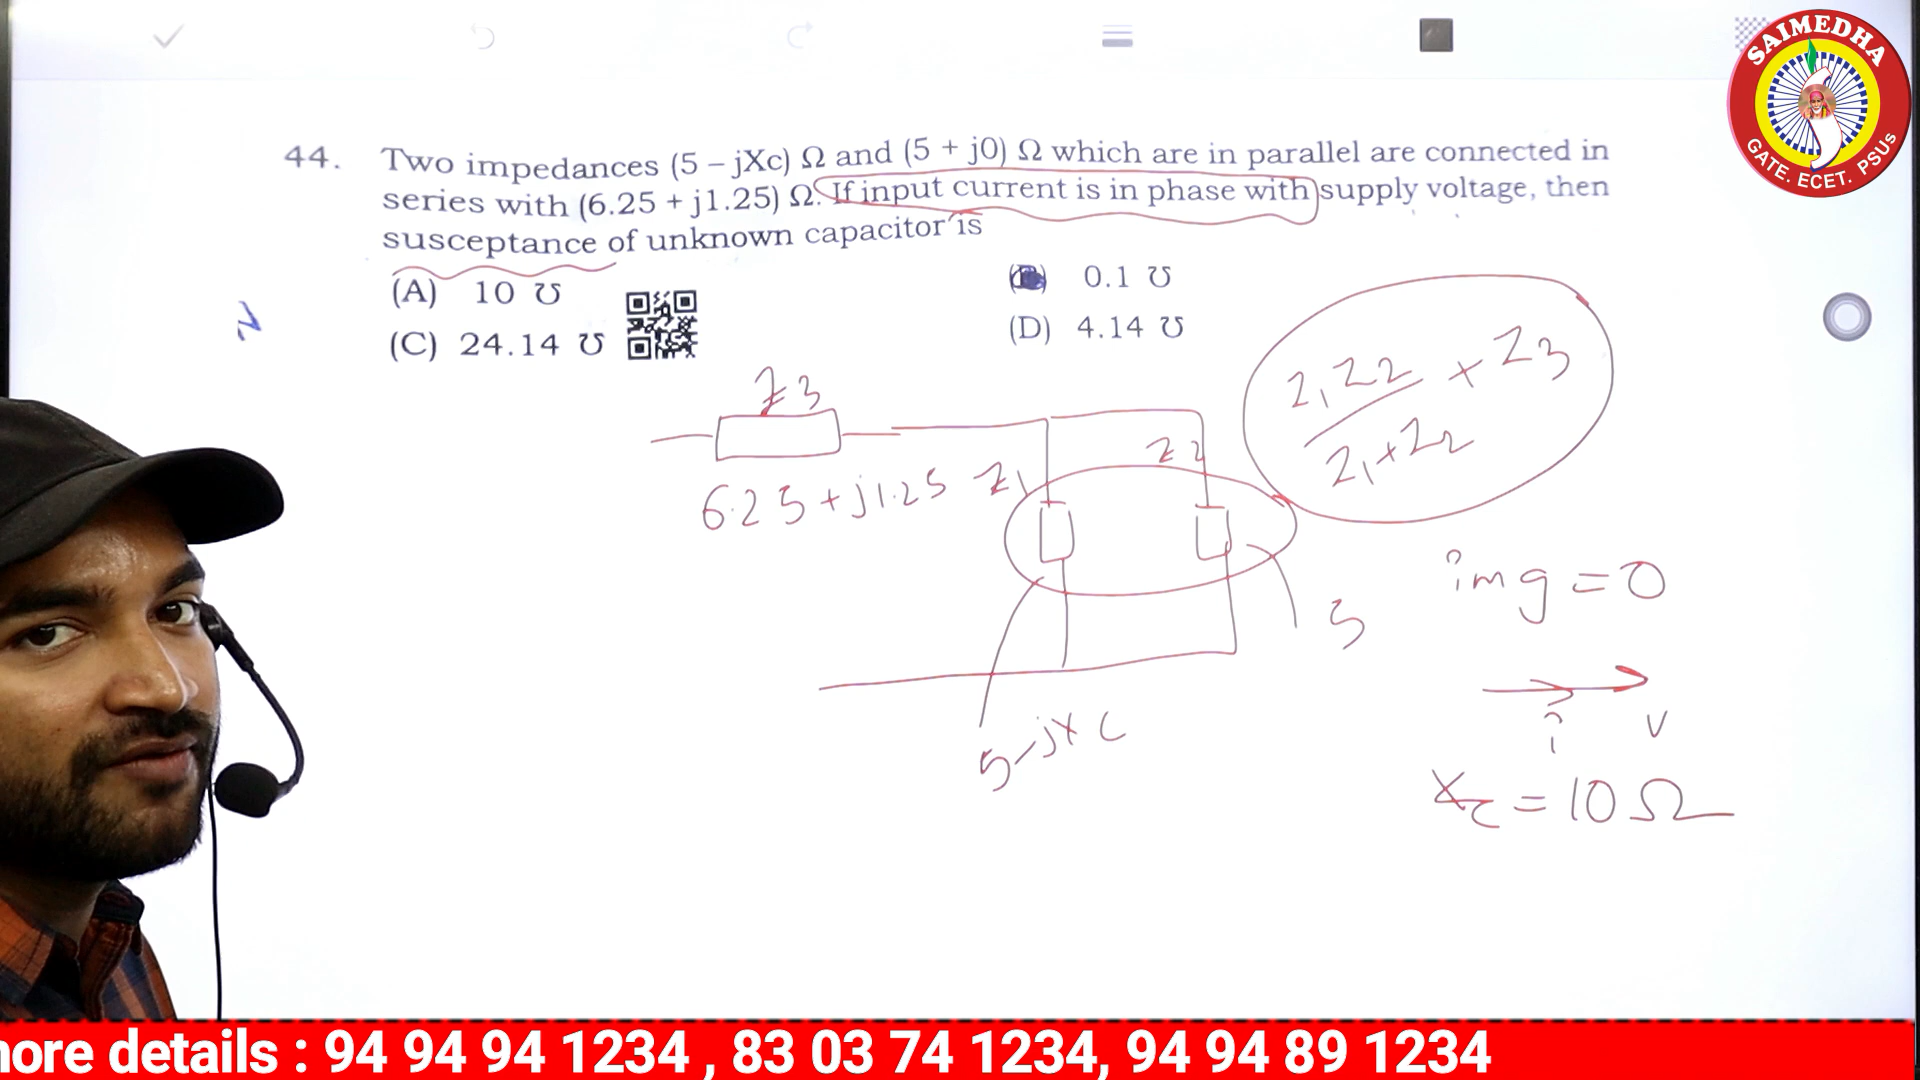 SAIMEDHA
GATE. ECET. PSUs
44. Two impedances (5 – jXc) Ω and (5 + j0) Ω which are in parallel are connected in
series with (6.25 + j1.25) Ω. If input current is in phase with supply voltage, then
susceptance of unknown capacitor is
(A) 10 ℧
0.1 ℧
(C) 24.14 ℧
(D) 4.14 ℧
Z3
Z1Z2 + Z3
Z1+Z2
6.25+j1.25
Z1
Z2
img=0
5
i
v
5-jXc
Xc = 10Ω
more details : 94 94 94 1234 , 83 03 74 1234, 94 94 89 1234